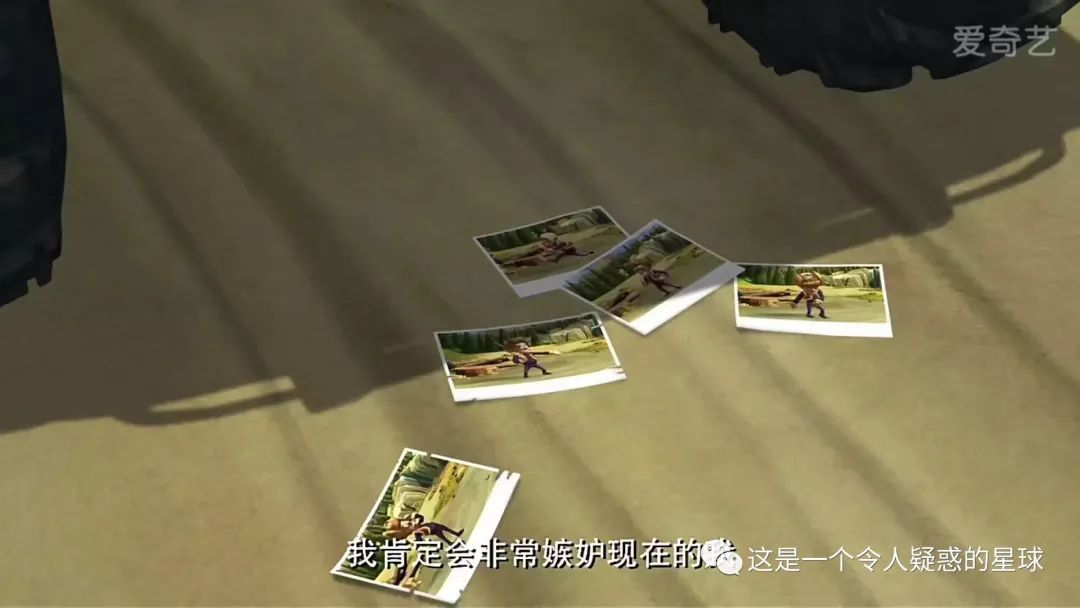 爱奇艺
我肯定会非常嫉妒现在的
这是一个令人疑惑的星球